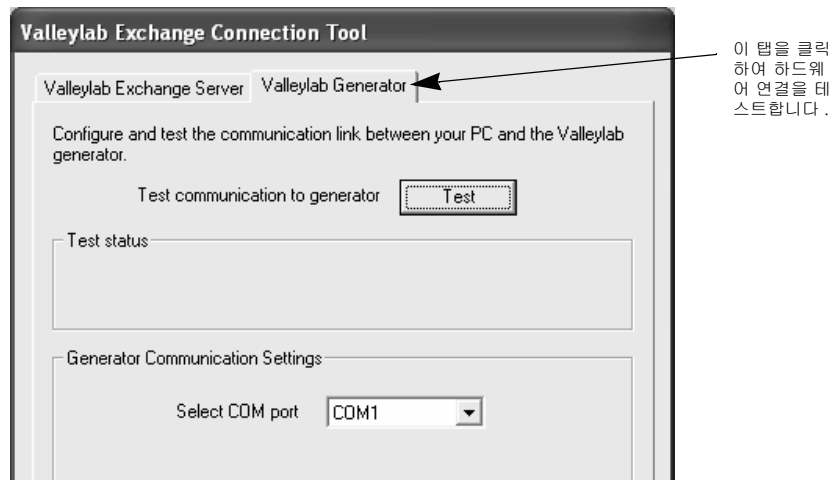 Valleylab Exchange Connection Tool
Valleylab Exchange Server
Valleylab Generator
이 탭을 클릭
하여 하드웨
어 연결을 테
스트합니다 .
Configure and test the communication link between your PC and the Valleylab
generator.
Test communication to generator
Test
Test status
Generator Communication Settings
Select COM port
COM1